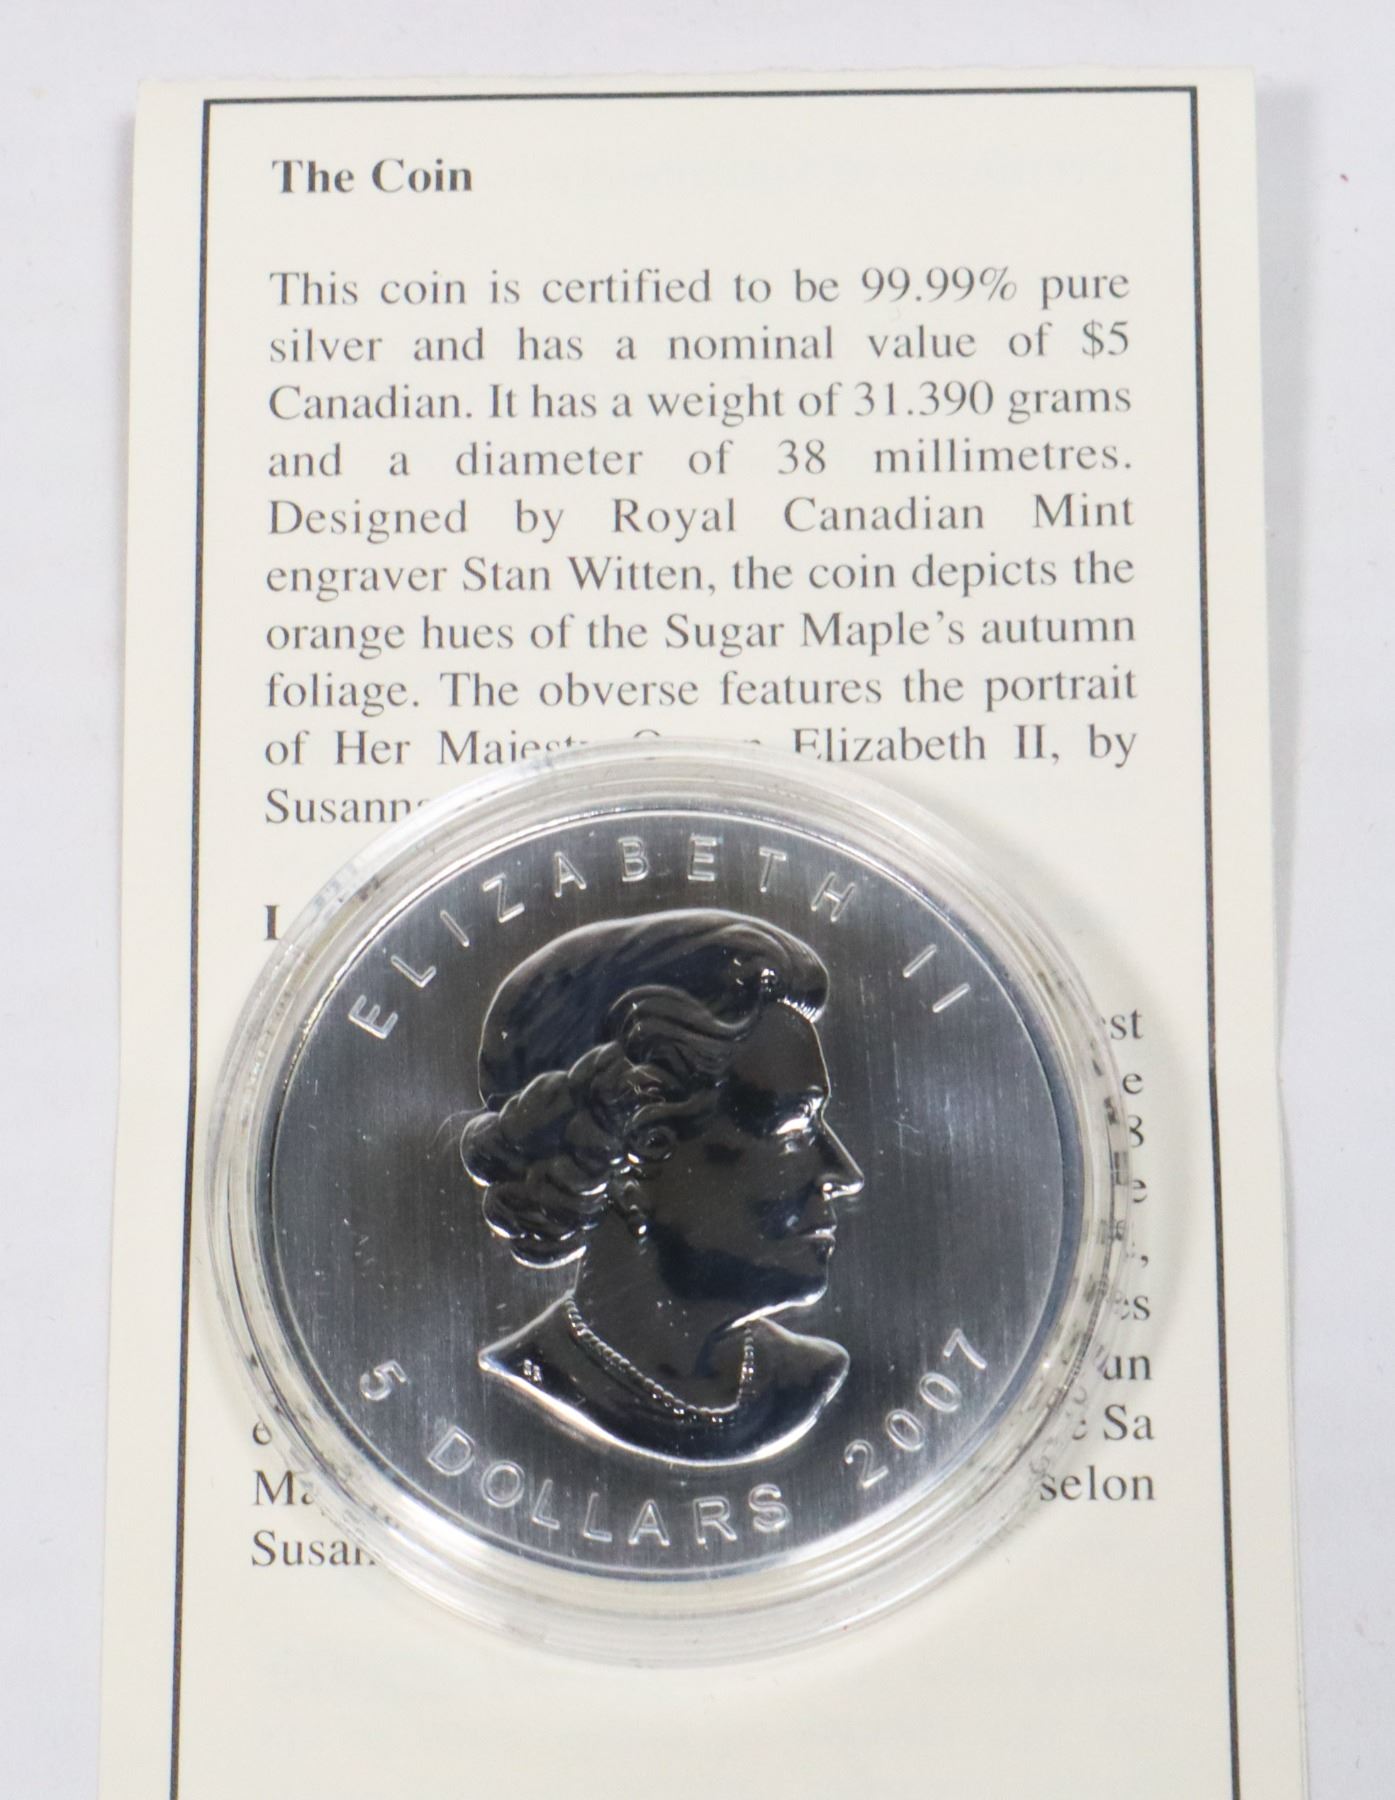 The Coin
This coin is certified to be 99.99% pure
silver and has a nominal value of $5
Canadian. It has a weight of 31.390 grams
and a diameter of 38 millimetres.
Designed by Royal Canadian Mint
engraver Stan Witten, the coin depicts the
orange hues of the Sugar Maple's autumn
foliage. The obverse features the portrait
of Her Elizabeth II, by
ELIZABETH II
5 DOLLARS 2007
Sa
selon